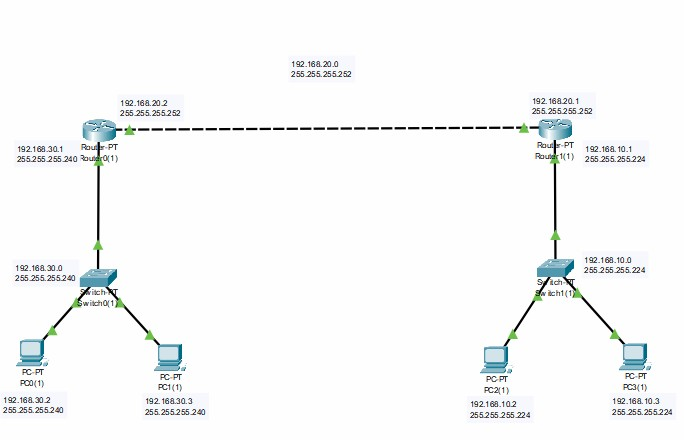 192.168.20.0
255.255.255.252
192.168.20.2
255.255.255.252
192.168.20.1
255.255.255.252
Router-PT
Router0(1)
192.168.30.1
255.255.255.240
Router-PT
Router1(1)
192.168.10.1
255.255.255.224
192.168.30.0
255.255.255.240
Switch-PT
Switch0(1)
192.168.10.0
255.255.255.224
Switch-PT
Switch1(1)
PC-PT
PC0(1)
192.168.30.2
255.255.255.240
PC-PT
PC1(1)
192.168.30.3
255.255.255.240
PC-PT
PC2(1)
192.168.10.2
255.255.255.224
PC-PT
PC3(1)
192.168.10.3
255.255.255.224